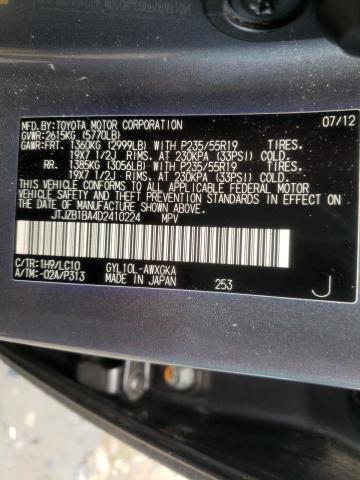 MFD.BY:TOYOTA MOTOR CORPORATION 07/12
GVWR:2615KG (5770LB)
GAWR:FRT. 1360KG (2999LB) WITH P235/55R19 TIRES.
19X7 1/2J RIMS. AT 230KPA (33PSI) COLD.
RR. 1385KG (3056LB) WITH P235/55R19 TIRES.
19X7 1/2J RIMS. AT 230KPA (33PSI) COLD.
THIS VEHICLE CONFORMS TO ALL APPLICABLE FEDERAL MOTOR
VEHICLE SAFETY STANDARDS IN EFFECT ON THE DATE OF
MANUFACTURE SHOWN ABOVE.
JTJZB1BA4D2410224 MPV
C/TR:1H9/LC10 GYL10L-AWXGKA
A/TM:-02A/P313 MADE IN JAPAN 253 J